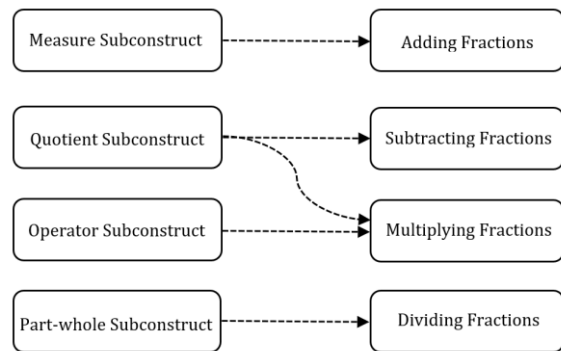 Measure Subconstruct
Adding Fractions
Quotient Subconstruct
Subtracting Fractions
Operator Subconstruct
Multiplying Fractions
Part-whole Subconstruct
Dividing Fractions